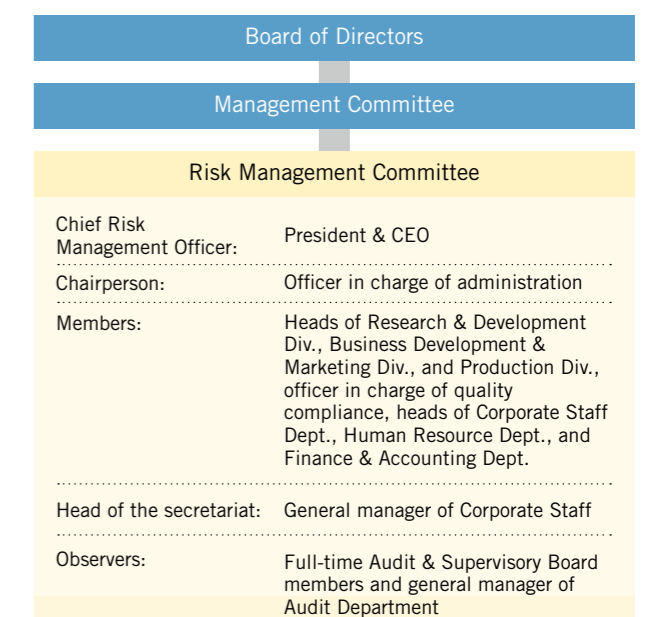 Board of Directors
Management Committee
Risk Management Committee
Chief Risk
Management Officer:
President & CEO
Chairperson:
Officer in charge of administration
Members:
Heads of Research & Development
Div., Business Development &
Marketing Div., and Production Div.,
officer in charge of quality
compliance, heads of Corporate Staff
Dept., Human Resource Dept., and
Finance & Accounting Dept.
Head of the secretariat:
General manager of Corporate Staff
Observers:
Full-time Audit & Supervisory Board
members and general manager of
Audit Department